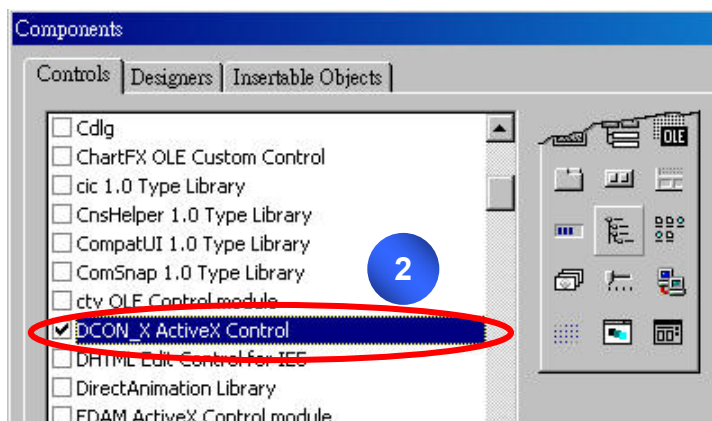 Components
Controls Designers Insertable Objects
Cdlg
ChartFX OLE Custom Control
OLE
cic 1.0 Type Library
CnsHelper 1.0 Type Library
CompatUI 1.0 Type Library
ComSnap 1.0 Type Library
2
ctv OLE Control module
DCON_X ActiveX Control
DHTML Edit Control for IE5
DirectAnimation Library
EDAM ActiveX Control module